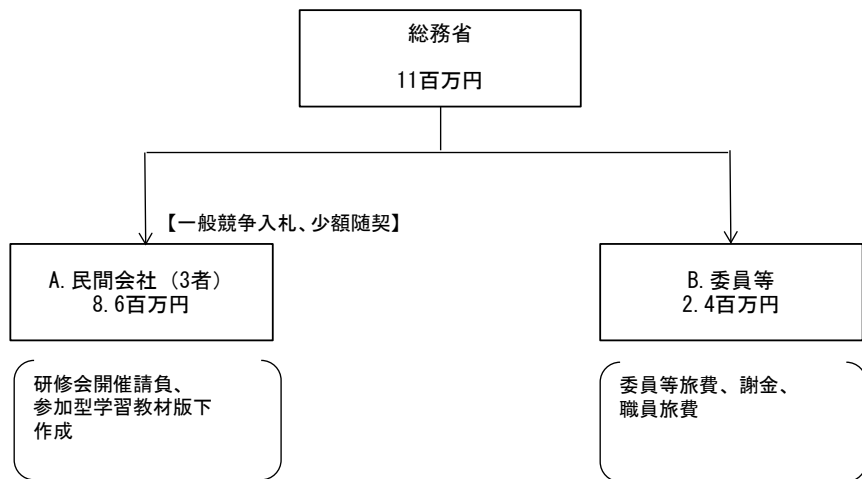 総務省
11百万円
【一般競争入札、少額随契】
A. 民間会社（3者）
8.6百万円
B. 委員等
2.4百万円
研修会開催請負、
参加型学習教材版下
作成
委員等旅費、謝金、
職員旅費